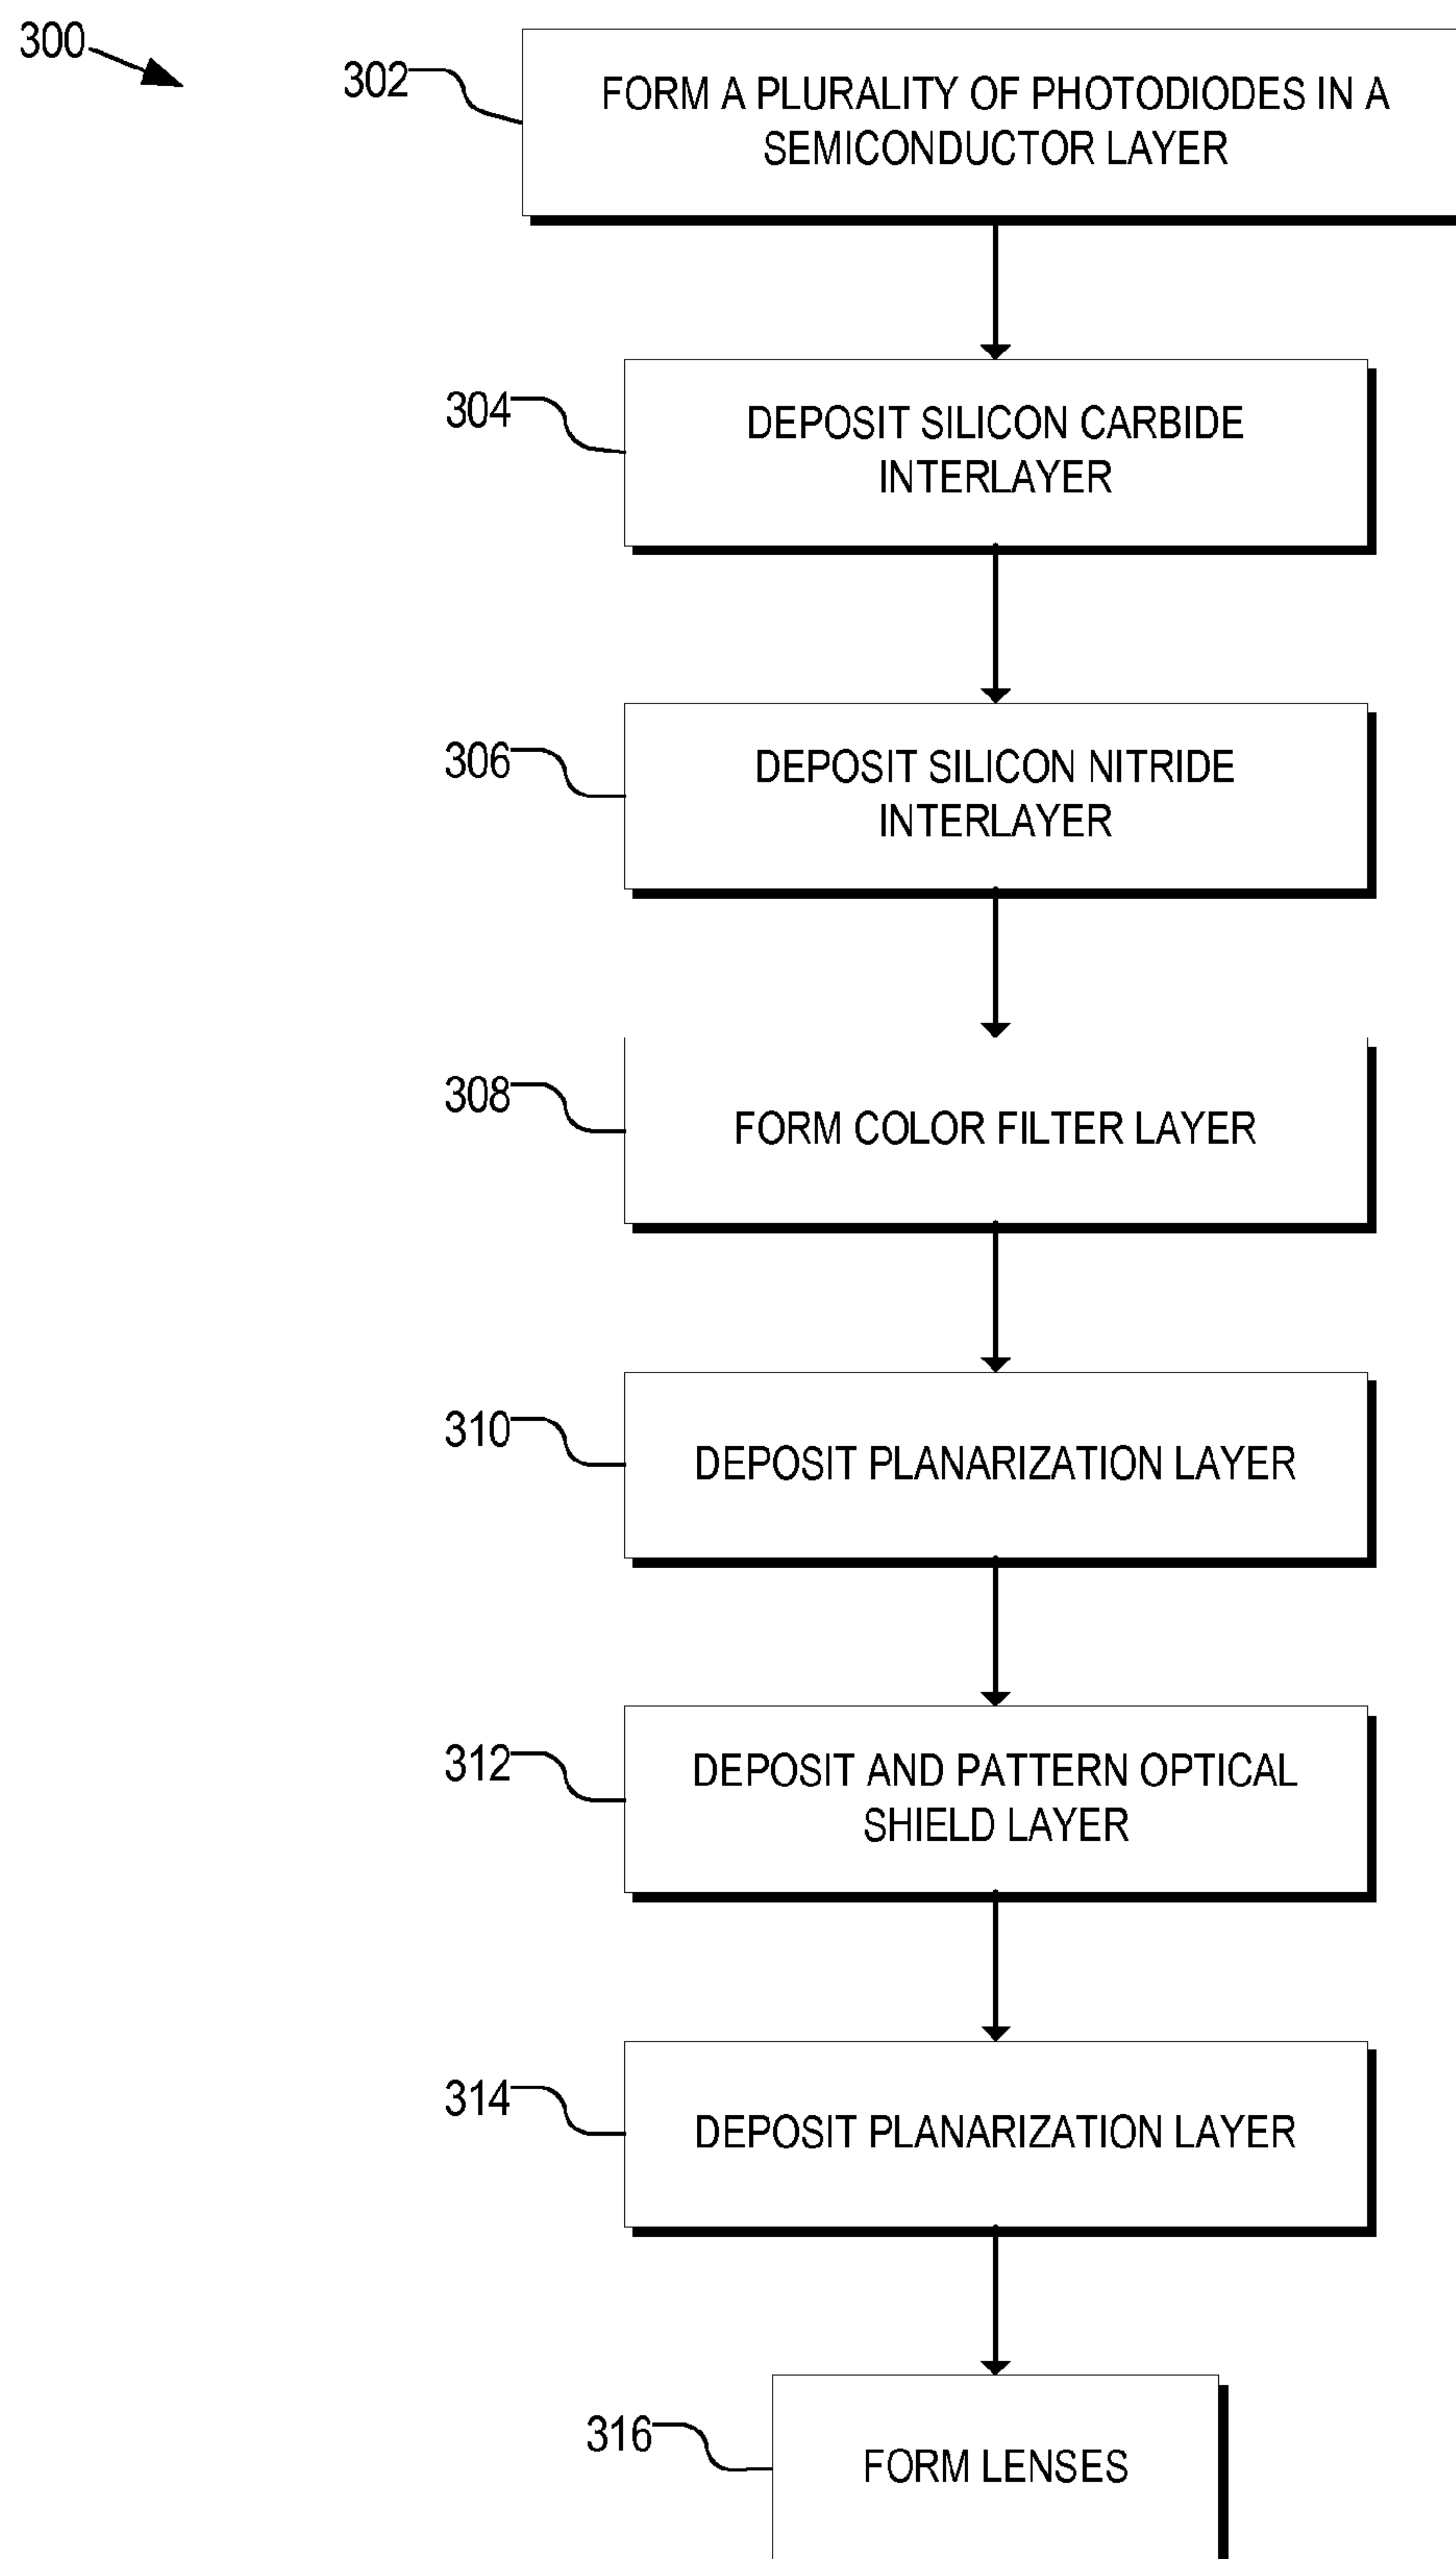 300
302
FORM A PLURALITY OF PHOTODIODES IN A
SEMICONDUCTOR LAYER
304
DEPOSIT SILICON CARBIDE
INTERLAYER
306
DEPOSIT SILICON NITRIDE
INTERLAYER
308
FORM COLOR FILTER LAYER
310
DEPOSIT PLANARIZATION LAYER
312
DEPOSIT AND PATTERN OPTICAL
SHIELD LAYER
314
DEPOSIT PLANARIZATION LAYER
316
FORM LENSES